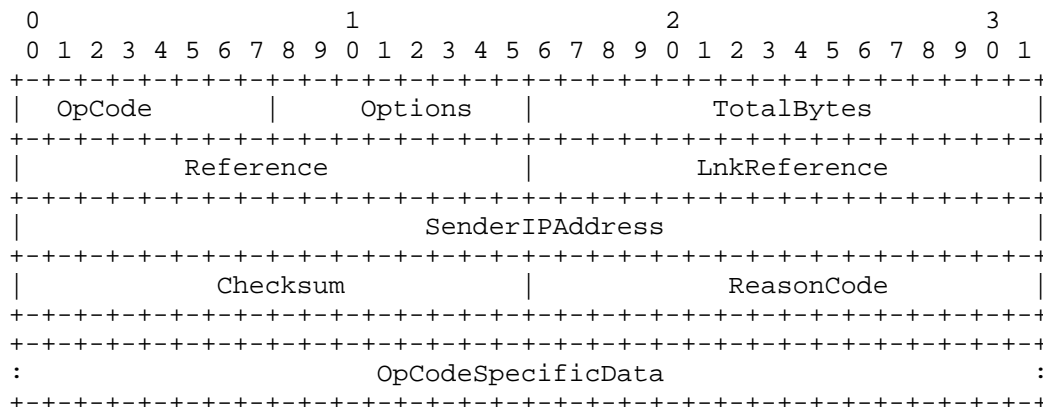 0                   1                   2                   3
 0 1 2 3 4 5 6 7 8 9 0 1 2 3 4 5 6 7 8 9 0 1 2 3 4 5 6 7 8 9 0 1
+-+-+-+-+-+-+-+-+-+-+-+-+-+-+-+-+-+-+-+-+-+-+-+-+-+-+-+-+-+-+-+-+
|  OpCode       |     Options   |           TotalBytes          |
+-+-+-+-+-+-+-+-+-+-+-+-+-+-+-+-+-+-+-+-+-+-+-+-+-+-+-+-+-+-+-+-+
|          Reference            |          LnkReference         |
+-+-+-+-+-+-+-+-+-+-+-+-+-+-+-+-+-+-+-+-+-+-+-+-+-+-+-+-+-+-+-+-+
|                         SenderIPAddress                       |
+-+-+-+-+-+-+-+-+-+-+-+-+-+-+-+-+-+-+-+-+-+-+-+-+-+-+-+-+-+-+-+-+
|            Checksum           |            ReasonCode         |
+-+-+-+-+-+-+-+-+-+-+-+-+-+-+-+-+-+-+-+-+-+-+-+-+-+-+-+-+-+-+-+-+
+-+-+-+-+-+-+-+-+-+-+-+-+-+-+-+-+-+-+-+-+-+-+-+-+-+-+-+-+-+-+-+-+
:                      OpCodeSpecificData                       :
+-+-+-+-+-+-+-+-+-+-+-+-+-+-+-+-+-+-+-+-+-+-+-+-+-+-+-+-+-+-+-+-+